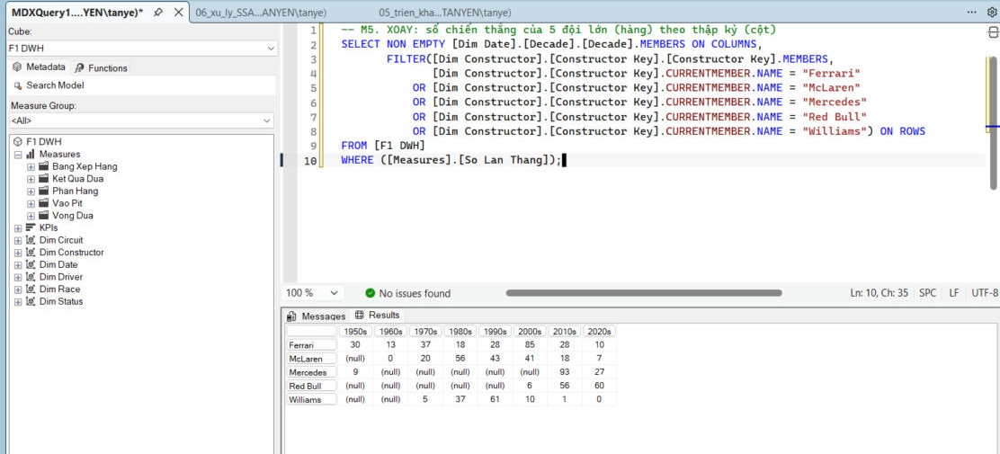 MDXQuery1....YEN\tanye)*
06_xu_ly_SSA...ANYEN\tanye)
05_trien_kha...TANYEN\tanye)
Cube:
F1 DWH
Metadata
Functions
Search Model
Measure Group:
<All>
F1 DWH
Measures
Bang Xep Hang
Ket Qua Dua
Phan Hang
Vao Pit
Vong Dua
KPIs
Dim Circuit
Dim Constructor
Dim Date
Dim Driver
Dim Race
Dim Status
1 -- M5. XOAY: số chiến thắng của 5 đội lớn (hàng) theo thập kỷ (cột)
2 SELECT NON EMPTY [Dim Date].[Decade].[Decade].MEMBERS ON COLUMNS,
3 FILTER([Dim Constructor].[Constructor Key].[Constructor Key].MEMBERS,
4 [Dim Constructor].[Constructor Key].CURRENTMEMBER.NAME = "Ferrari"
5 OR [Dim Constructor].[Constructor Key].CURRENTMEMBER.NAME = "McLaren"
6 OR [Dim Constructor].[Constructor Key].CURRENTMEMBER.NAME = "Mercedes"
7 OR [Dim Constructor].[Constructor Key].CURRENTMEMBER.NAME = "Red Bull"
8 OR [Dim Constructor].[Constructor Key].CURRENTMEMBER.NAME = "Williams") ON ROWS
9 FROM [F1 DWH]
10 WHERE ([Measures].[So Lan Thang]);
100 % No issues found Ln: 10, Ch: 35 SPC LF UTF-8
Messages Results
1950s 1960s 1970s 1980s 1990s 2000s 2010s 2020s
Ferrari 30 13 37 18 28 85 28 10
McLaren (null) 0 20 56 43 41 18 7
Mercedes 9 (null) (null) (null) (null) (null) 93 27
Red Bull (null) (null) (null) (null) (null) 6 56 60
Williams (null) (null) 5 37 61 10 1 0